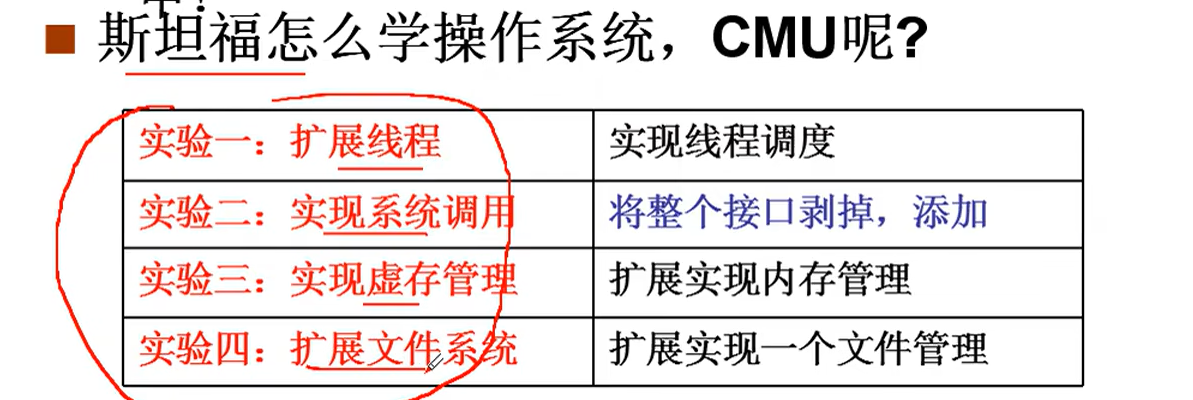 斯坦福怎么学操作系统，CMU呢?
实验一：扩展线程 实现线程调度
实验二：实现系统调用 将整个接口剥掉，添加
实验三：实现虚存管理 扩展实现内存管理
实验四：扩展文件系统 扩展实现一个文件管理